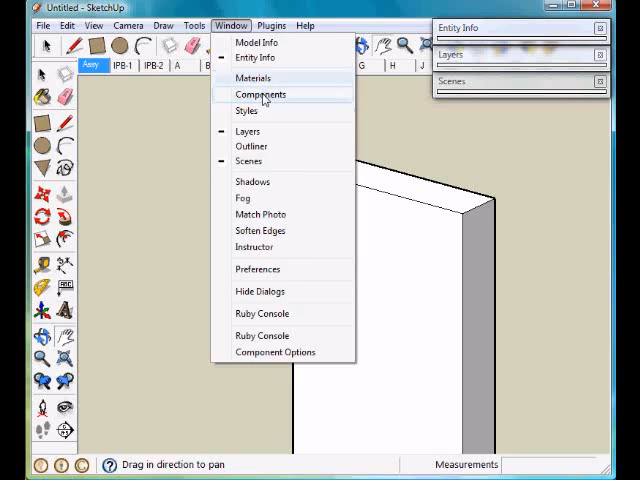 Untitled - SketchUp
File Edit View Camera Draw Tools Window Plugins Help
Assy IPB-1 IPB-2 A B G H J
Model Info
Entity Info
Materials
Components
Styles
Layers
Outliner
Scenes
Shadows
Fog
Match Photo
Soften Edges
Instructor
Preferences
Hide Dialogs
Ruby Console
Ruby Console
Component Options
Entity Info
Layers
Scenes
Drag in direction to pan
Measurements